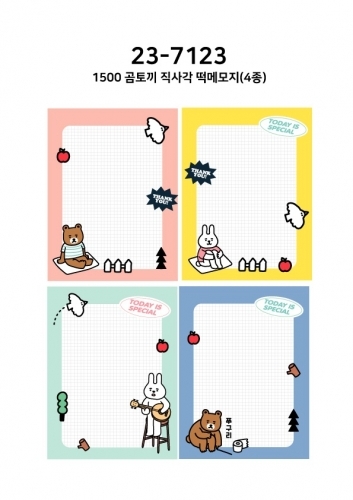 23-7123
1500 곰토끼 직사각 떡메모지(4종)
THANK
YOU!
TODAY IS
SPECIAL
THANK
YOU!
TODAY IS
SPECIAL
TODAY IS
SPECIAL
푸구리